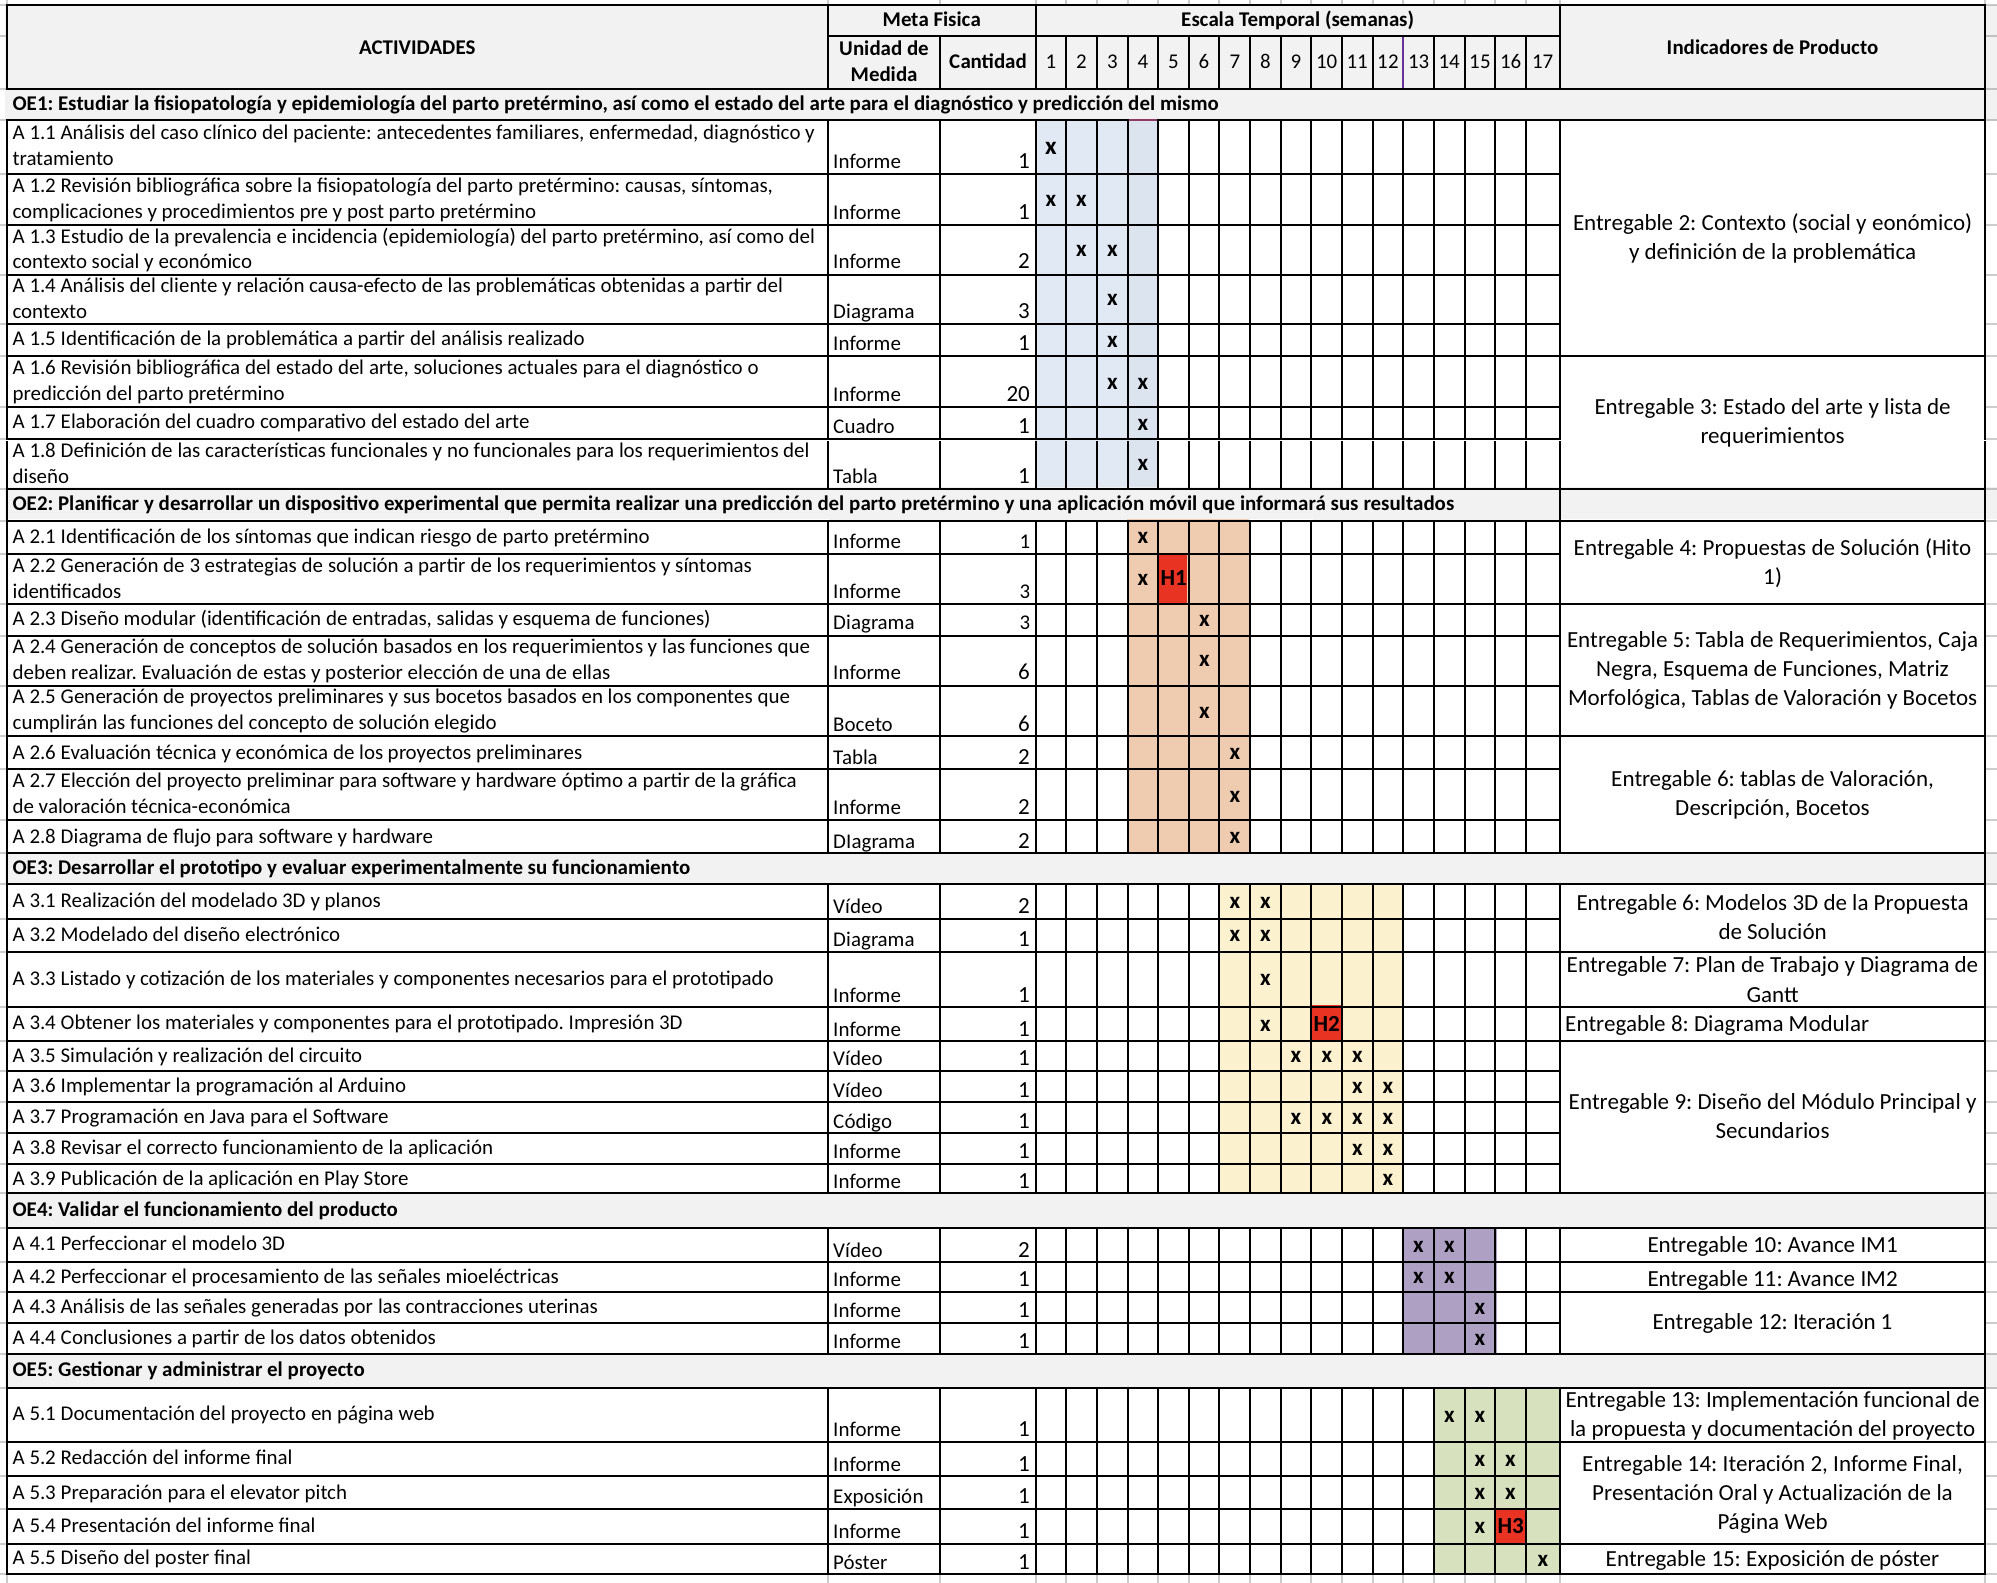 ACTIVIDADES
Meta Fisica
Escala Temporal (semanas)
Indicadores de Producto
Unidad de
Medida
Cantidad
1 2 3 4 5 6 7 8 9 10 11 12 13 14 15 16 17
OE1: Estudiar la fisiopatología y epidemiología del parto pretérmino, así como el estado del arte para el diagnóstico y predicción del mismo
A 1.1 Análisis del caso clínico del paciente: antecedentes familiares, enfermedad, diagnóstico y
tratamiento
Informe 1 x
A 1.2 Revisión bibliográfica sobre la fisiopatología del parto pretérmino: causas, síntomas,
complicaciones y procedimientos pre y post parto pretérmino
Informe 1 x x
A 1.3 Estudio de la prevalencia e incidencia (epidemiología) del parto pretérmino, así como del
contexto social y económico
Informe 2 x x
A 1.4 Análisis del cliente y relación causa-efecto de las problemáticas obtenidas a partir del
contexto
Diagrama 3 x
A 1.5 Identificación de la problemática a partir del análisis realizado
Informe 1 x
Entregable 2: Contexto (social y eonómico)
y definición de la problemática
A 1.6 Revisión bibliográfica del estado del arte, soluciones actuales para el diagnóstico o
predicción del parto pretérmino
Informe 20 x x
A 1.7 Elaboración del cuadro comparativo del estado del arte
Cuadro 1 x
A 1.8 Definición de las características funcionales y no funcionales para los requerimientos del
diseño
Tabla 1 x
Entregable 3: Estado del arte y lista de
requerimientos
OE2: Planificar y desarrollar un dispositivo experimental que permita realizar una predicción del parto pretérmino y una aplicación móvil que informará sus resultados
A 2.1 Identificación de los síntomas que indican riesgo de parto pretérmino
Informe 1 x
A 2.2 Generación de 3 estrategias de solución a partir de los requerimientos y síntomas
identificados
Informe 3 x H1
Entregable 4: Propuestas de Solución (Hito
1)
A 2.3 Diseño modular (identificación de entradas, salidas y esquema de funciones)
Diagrama 3 x
A 2.4 Generación de conceptos de solución basados en los requerimientos y las funciones que
deben realizar. Evaluación de estas y posterior elección de una de ellas
Informe 6 x
A 2.5 Generación de proyectos preliminares y sus bocetos basados en los componentes que
cumplirán las funciones del concepto de solución elegido
Boceto 6 x
Entregable 5: Tabla de Requerimientos, Caja
Negra, Esquema de Funciones, Matriz
Morfológica, Tablas de Valoración y Bocetos
A 2.6 Evaluación técnica y económica de los proyectos preliminares
Tabla 2 x
A 2.7 Elección del proyecto preliminar para software y hardware óptimo a partir de la gráfica
de valoración técnica-económica
Informe 2 x
A 2.8 Diagrama de flujo para software y hardware
DIagrama 2 x
Entregable 6: tablas de Valoración,
Descripción, Bocetos
OE3: Desarrollar el prototipo y evaluar experimentalmente su funcionamiento
A 3.1 Realización del modelado 3D y planos
Vídeo 2 x x
A 3.2 Modelado del diseño electrónico
Diagrama 1 x x
Entregable 6: Modelos 3D de la Propuesta
de Solución
A 3.3 Listado y cotización de los materiales y componentes necesarios para el prototipado
Informe 1 x
Entregable 7: Plan de Trabajo y Diagrama de
Gantt
A 3.4 Obtener los materiales y componentes para el prototipado. Impresión 3D
Informe 1 x H2
Entregable 8: Diagrama Modular
A 3.5 Simulación y realización del circuito
Vídeo 1 x x x
A 3.6 Implementar la programación al Arduino
Vídeo 1 x x
A 3.7 Programación en Java para el Software
Código 1 x x x x
A 3.8 Revisar el correcto funcionamiento de la aplicación
Informe 1 x x
A 3.9 Publicación de la aplicación en Play Store
Informe 1 x
Entregable 9: Diseño del Módulo Principal y
Secundarios
OE4: Validar el funcionamiento del producto
A 4.1 Perfeccionar el modelo 3D
Vídeo 2 x x
Entregable 10: Avance IM1
A 4.2 Perfeccionar el procesamiento de las señales mioeléctricas
Informe 1 x x
Entregable 11: Avance IM2
A 4.3 Análisis de las señales generadas por las contracciones uterinas
Informe 1 x
A 4.4 Conclusiones a partir de los datos obtenidos
Informe 1 x
Entregable 12: Iteración 1
OE5: Gestionar y administrar el proyecto
A 5.1 Documentación del proyecto en página web
Informe 1 x x
Entregable 13: Implementación funcional de
la propuesta y documentación del proyecto
A 5.2 Redacción del informe final
Informe 1 x x
A 5.3 Preparación para el elevator pitch
Exposición 1 x x
A 5.4 Presentación del informe final
Informe 1 x H3
Entregable 14: Iteración 2, Informe Final,
Presentación Oral y Actualización de la
Página Web
A 5.5 Diseño del poster final
Póster 1 x
Entregable 15: Exposición de póster